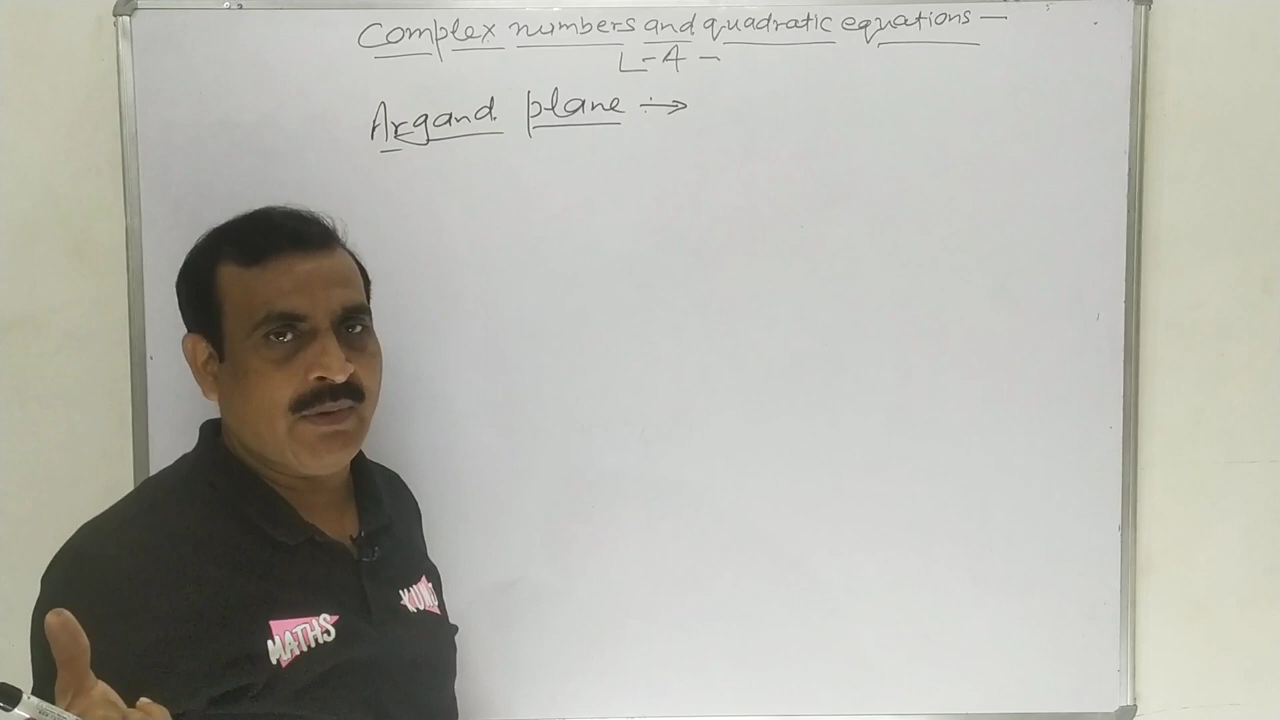 Complex numbers and quadratic equations —
L-4 -
Argand plane ÷→
MATHS